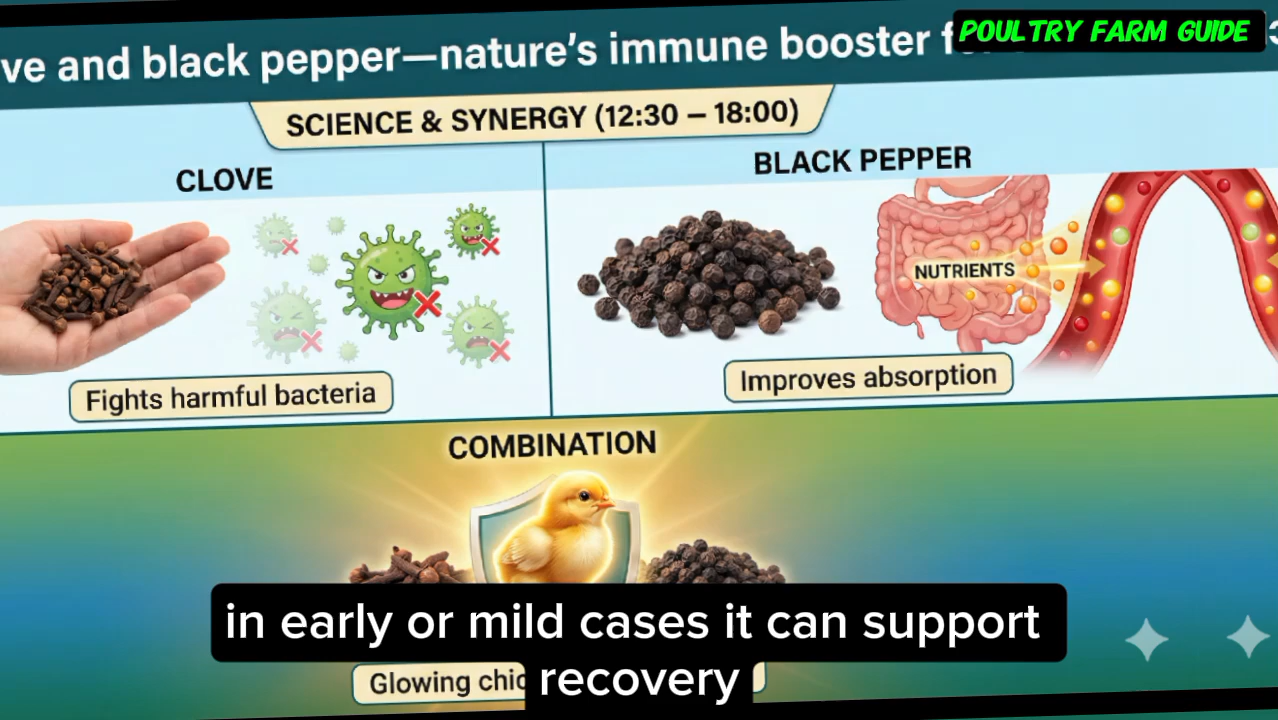 ve and black pepper—nature's immune booster
POULTRY FARM GUIDE
SCIENCE & SYNERGY (12:30 – 18:00)
CLOVE
BLACK PEPPER
NUTRIENTS
Fights harmful bacteria
Improves absorption
COMBINATION
in early or mild cases it can support
recovery
Glowing chic